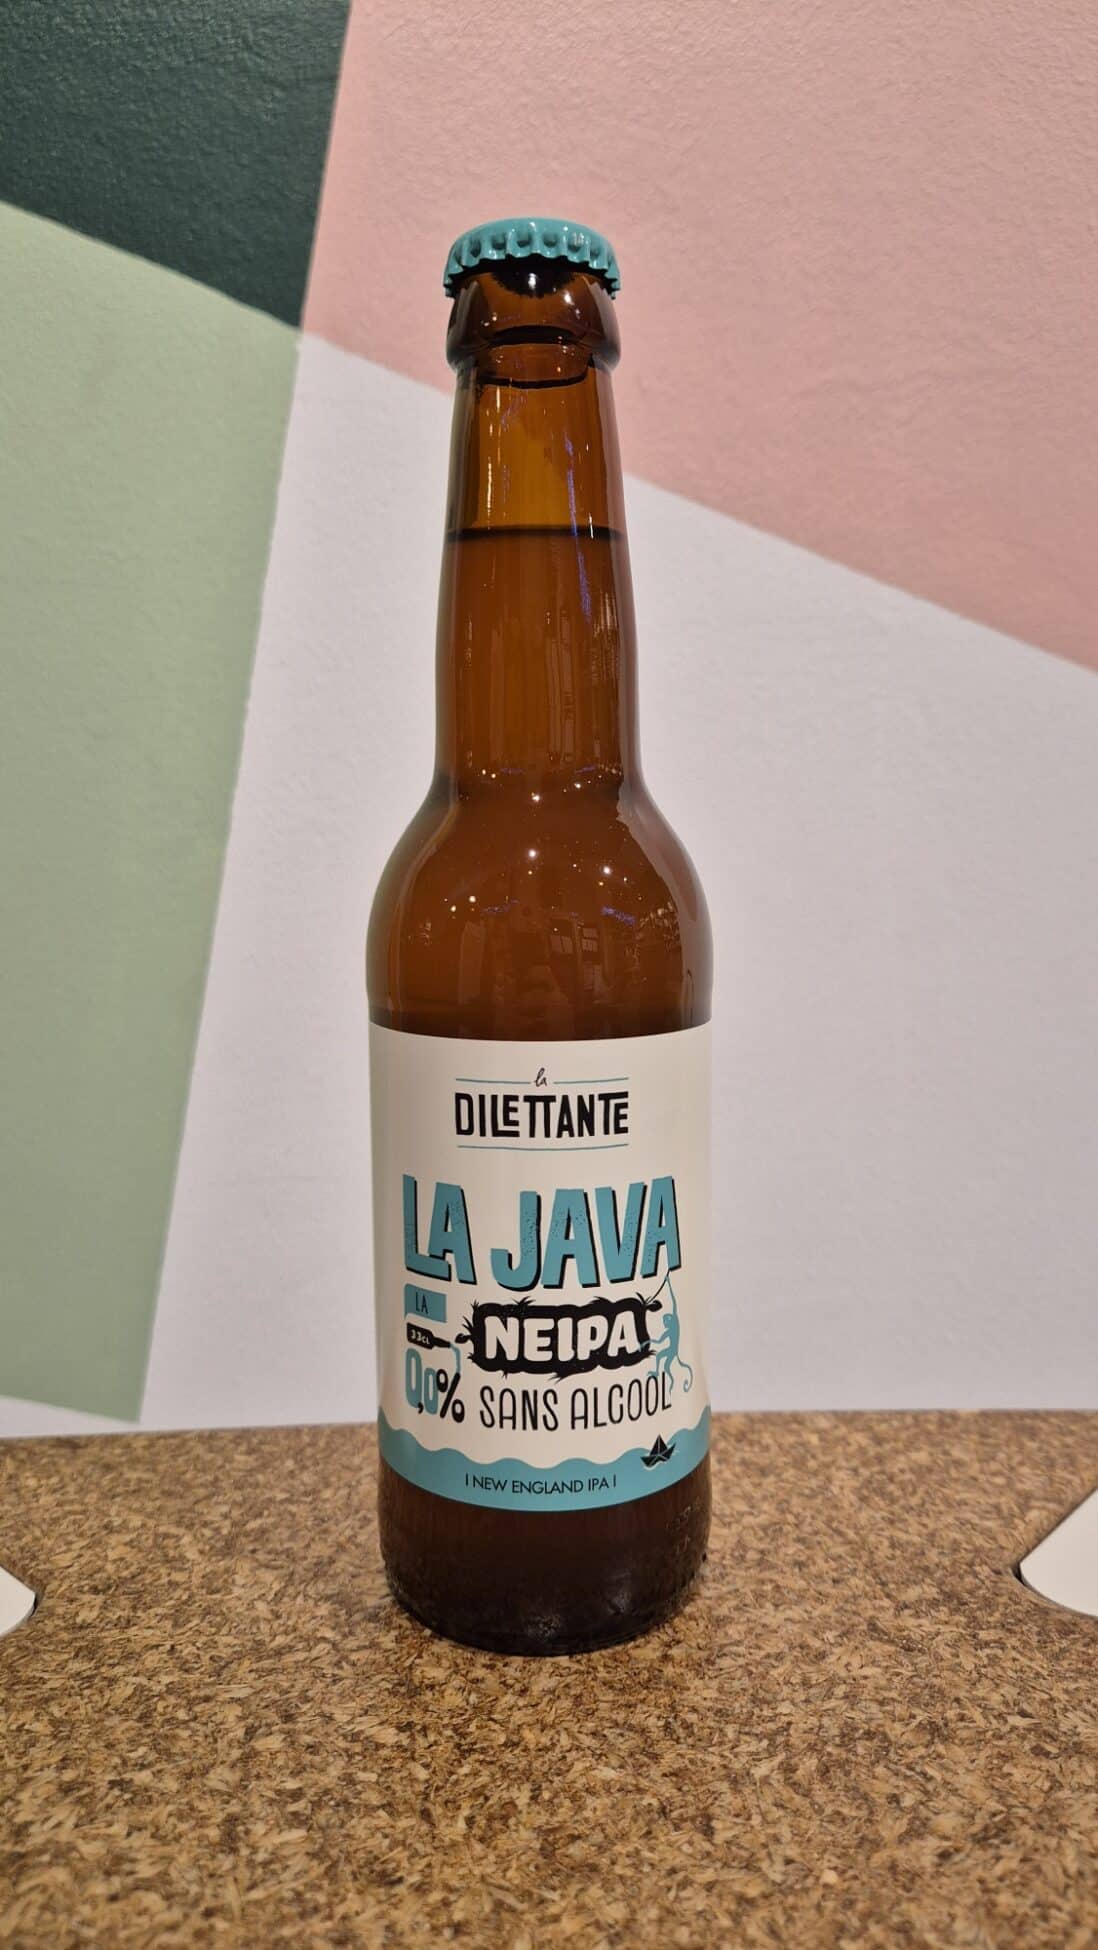 la
DILETTANTE
LA JAVA
LA
NEIPA
33CL
0,0% SANS ALCOOL
| NEW ENGLAND IPA |